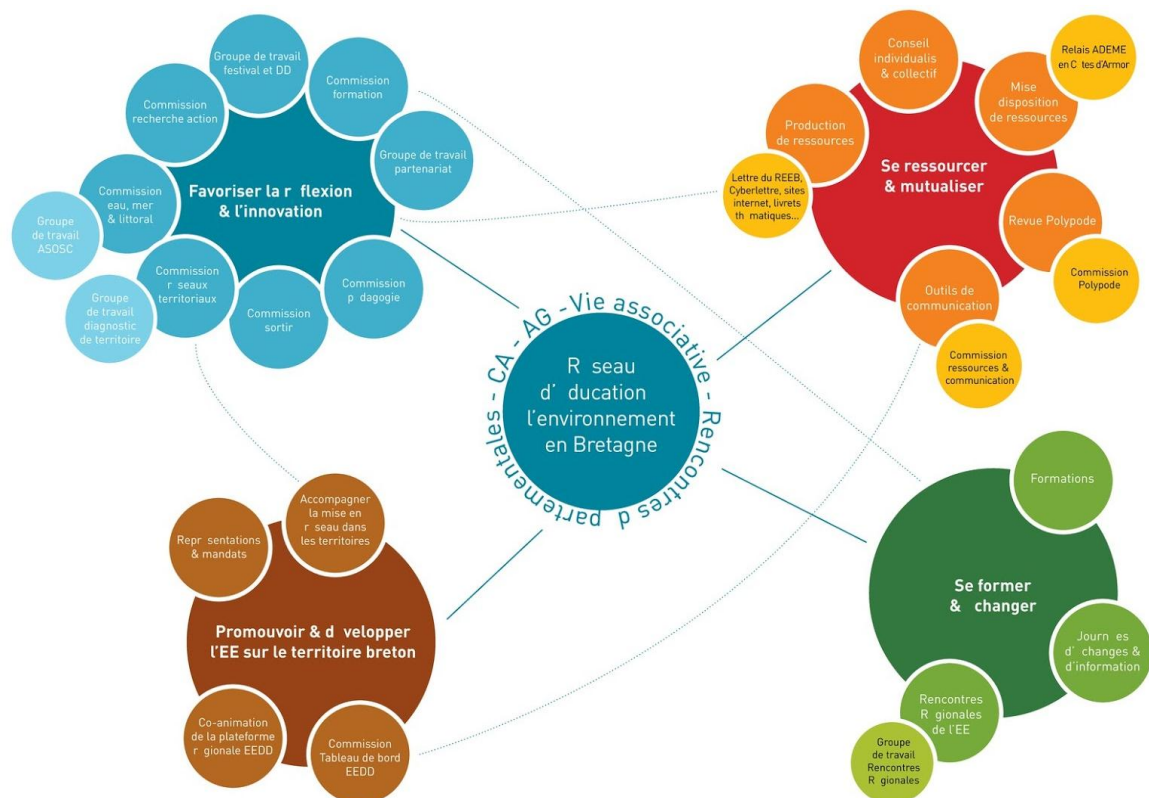 Groupe de travail
festival et DD
Commission
formation
Commission
recherche action
Groupe de travail
partenariat
Favoriser la r flexion
& l'innovation
Commission
eau, mer
& littoral
Groupe
de travail
ASOSC
Commission
r seaux
territoriaux
Groupe
de travail
diagnostic
de territoire
Commission
sortir
Commission
p dagogie
Conseil
individualis
& collectif
Relais ADEME
en C tes d'Armor
Mise
disposition
de ressources
Production
de ressources
Se ressourcer
& mutualiser
Lettre du REEB,
Cyberlettre, sites
internet, livrets
th matiques...
Revue Polypode
Commission
Polypode
Outils de
communication
Commission
ressources &
communication
CA - AG - Vie associative - Rencontres d partementales -
R seau
d' ducation
l'environnement
en Bretagne
Accompagner
la mise en
r seau dans
les territoires
Repr sentations
& mandats
Promouvoir & d velopper
l'EE sur le territoire breton
Co-animation
de la plateforme
r gionale EEDD
Commission
Tableau de bord
EEDD
Formations
Se former
& changer
Journ es
d' changes &
d'information
Rencontres
R gionales
de l'EE
Groupe
de travail
Rencontres
R gionales